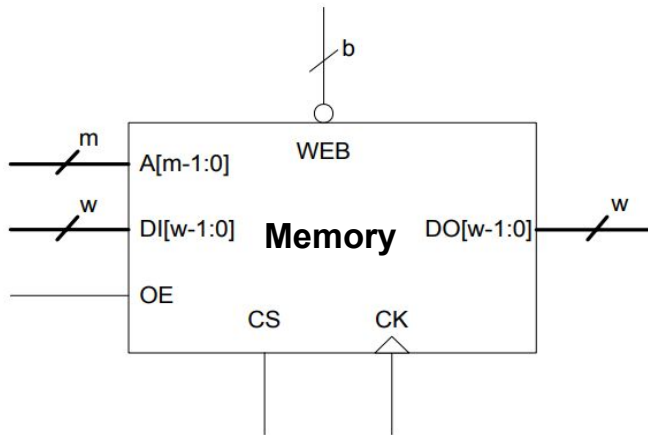 b
WEB
m
A[m-1:0]
w
DI[w-1:0]
Memory
DO[w-1:0]
w
OE
CS
CK